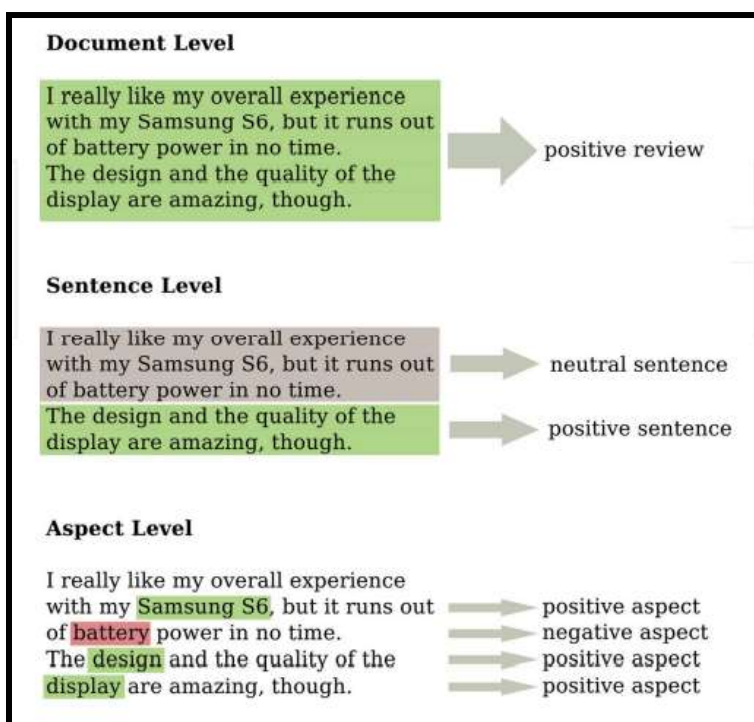 Document Level
I really like my overall experience
with my Samsung S6, but it runs out
of battery power in no time.
The design and the quality of the
display are amazing, though.
positive review
Sentence Level
I really like my overall experience
with my Samsung S6, but it runs out
of battery power in no time.
neutral sentence
The design and the quality of the
display are amazing, though.
positive sentence
Aspect Level
I really like my overall experience
with my Samsung S6, but it runs out
of battery power in no time.
The design and the quality of the
display are amazing, though.
positive aspect
negative aspect
positive aspect
positive aspect